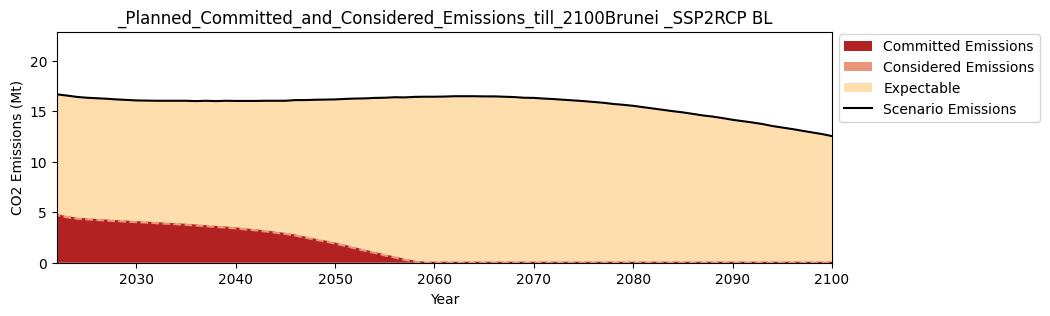 _Planned_Committed_and_Considered_Emissions_till_2100Brunei _SSP2RCP BL
CO2 Emissions (Mt)
20
15
10
5
0
2030 2040 2050 2060 2070 2080 2090 2100
Year
Committed Emissions
Considered Emissions
Expectable
Scenario Emissions